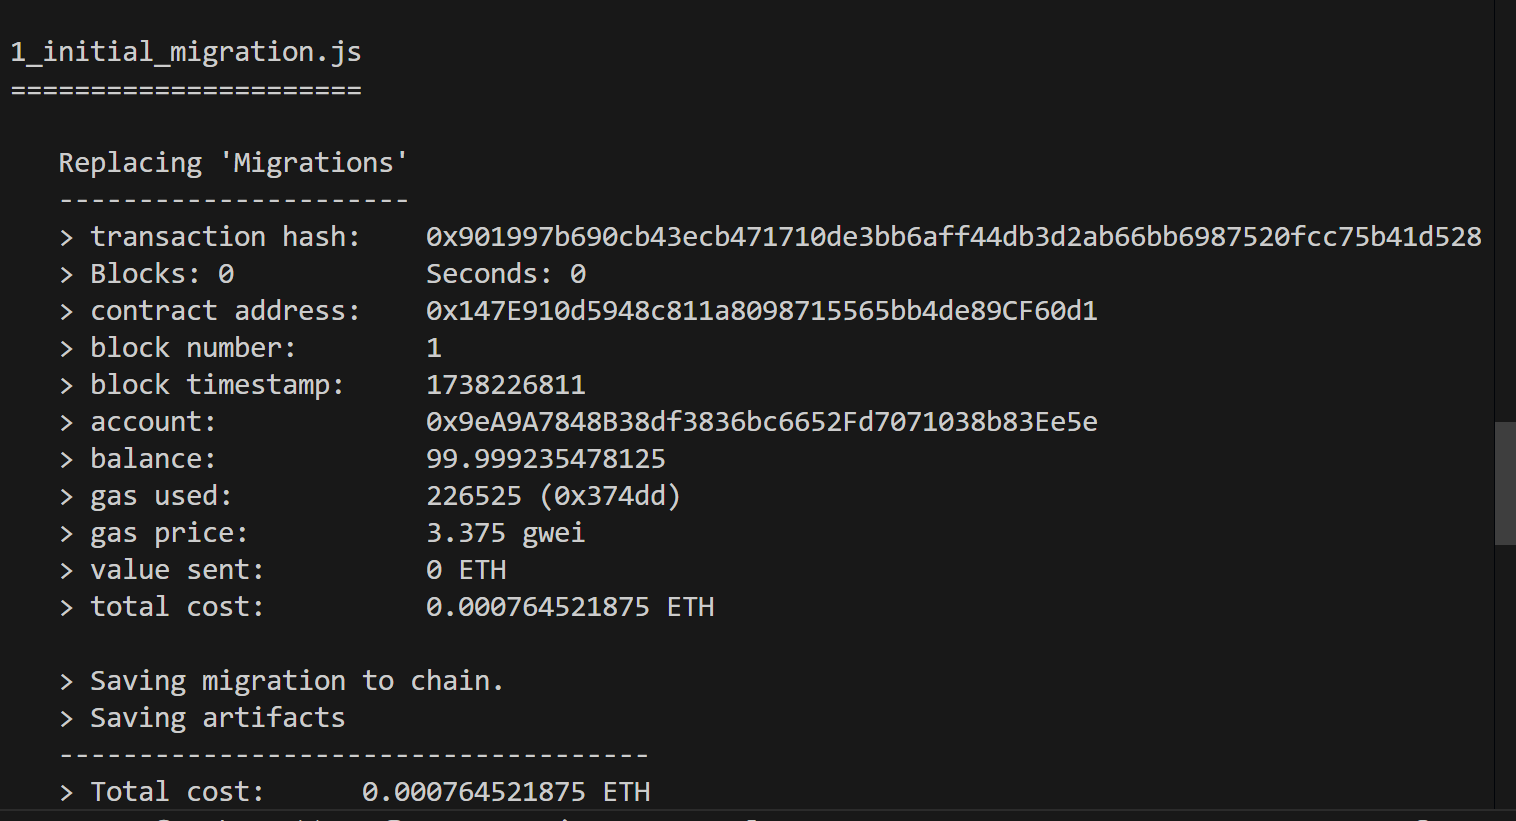 1_initial_migration.js
======================
Replacing 'Migrations'
----------------------
> transaction hash:    0x901997b690cb43ecb471710de3bb6aff44db3d2ab66bb6987520fcc75b41d528
> Blocks: 0            Seconds: 0
> contract address:    0x147E910d5948c811a8098715565bb4de89CF60d1
> block number:        1
> block timestamp:     1738226811
> account:             0x9eA9A7848B38df3836bc6652Fd7071038b83Ee5e
> balance:             99.999235478125
> gas used:            226525 (0x374dd)
> gas price:           3.375 gwei
> value sent:          0 ETH
> total cost:          0.000764521875 ETH
> Saving migration to chain.
> Saving artifacts
-------------------------------------
> Total cost:      0.000764521875 ETH